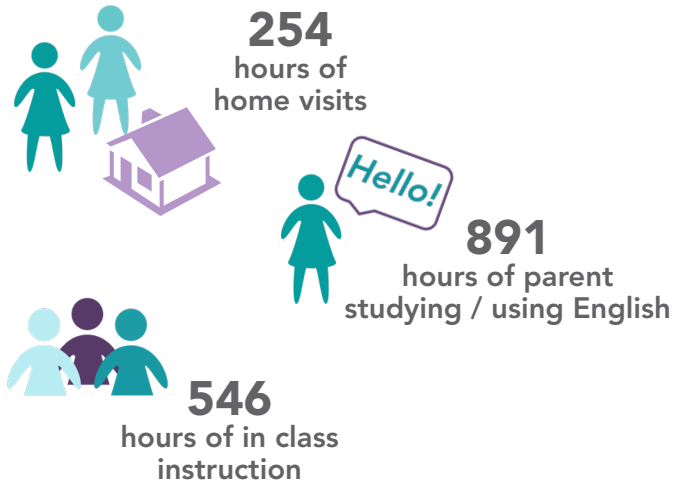 254
hours of
home visits
Hello!
891
hours of parent
studying / using English
546
hours of in class
instruction